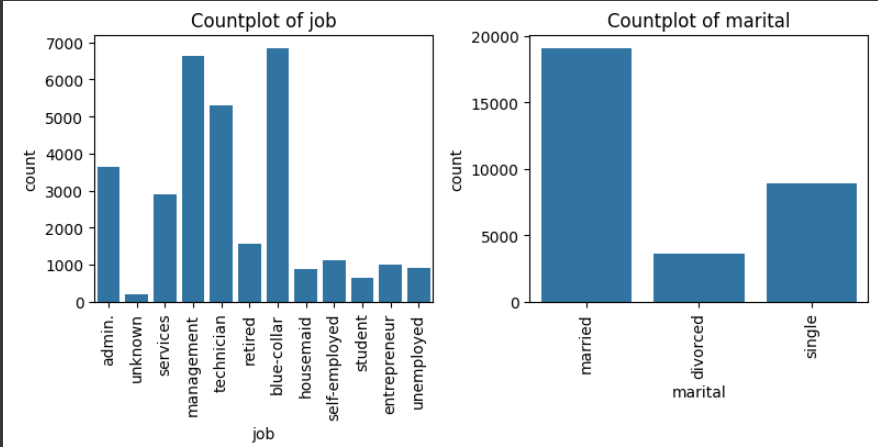 Countplot of job
7000
6000
5000
4000
3000
2000
1000
0
count
admin.
unknown
services
management
technician
retired
blue-collar
housemaid
self-employed
student
entrepreneur
unemployed
job
Countplot of marital
20000
15000
10000
5000
0
count
married
divorced
single
marital